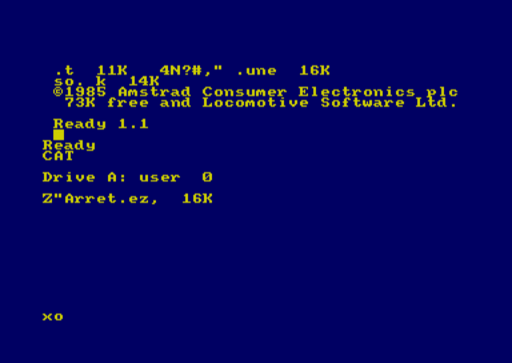 .t 11K 4N?#," .une 16K
so. k 14K
©1985 Amstrad Consumer Electronics plc
73K free and Locomotive Software Ltd.
Ready 1.1
Ready
CAT
Drive A: user 0
Z"Arret.ez, 16K
xo